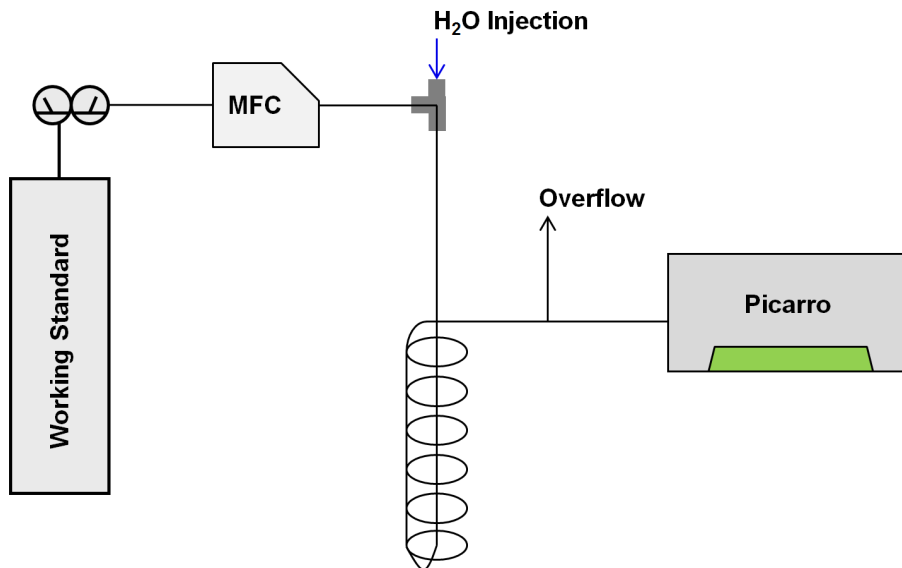 H₂O Injection
MFC
Overflow
Working Standard
Picarro